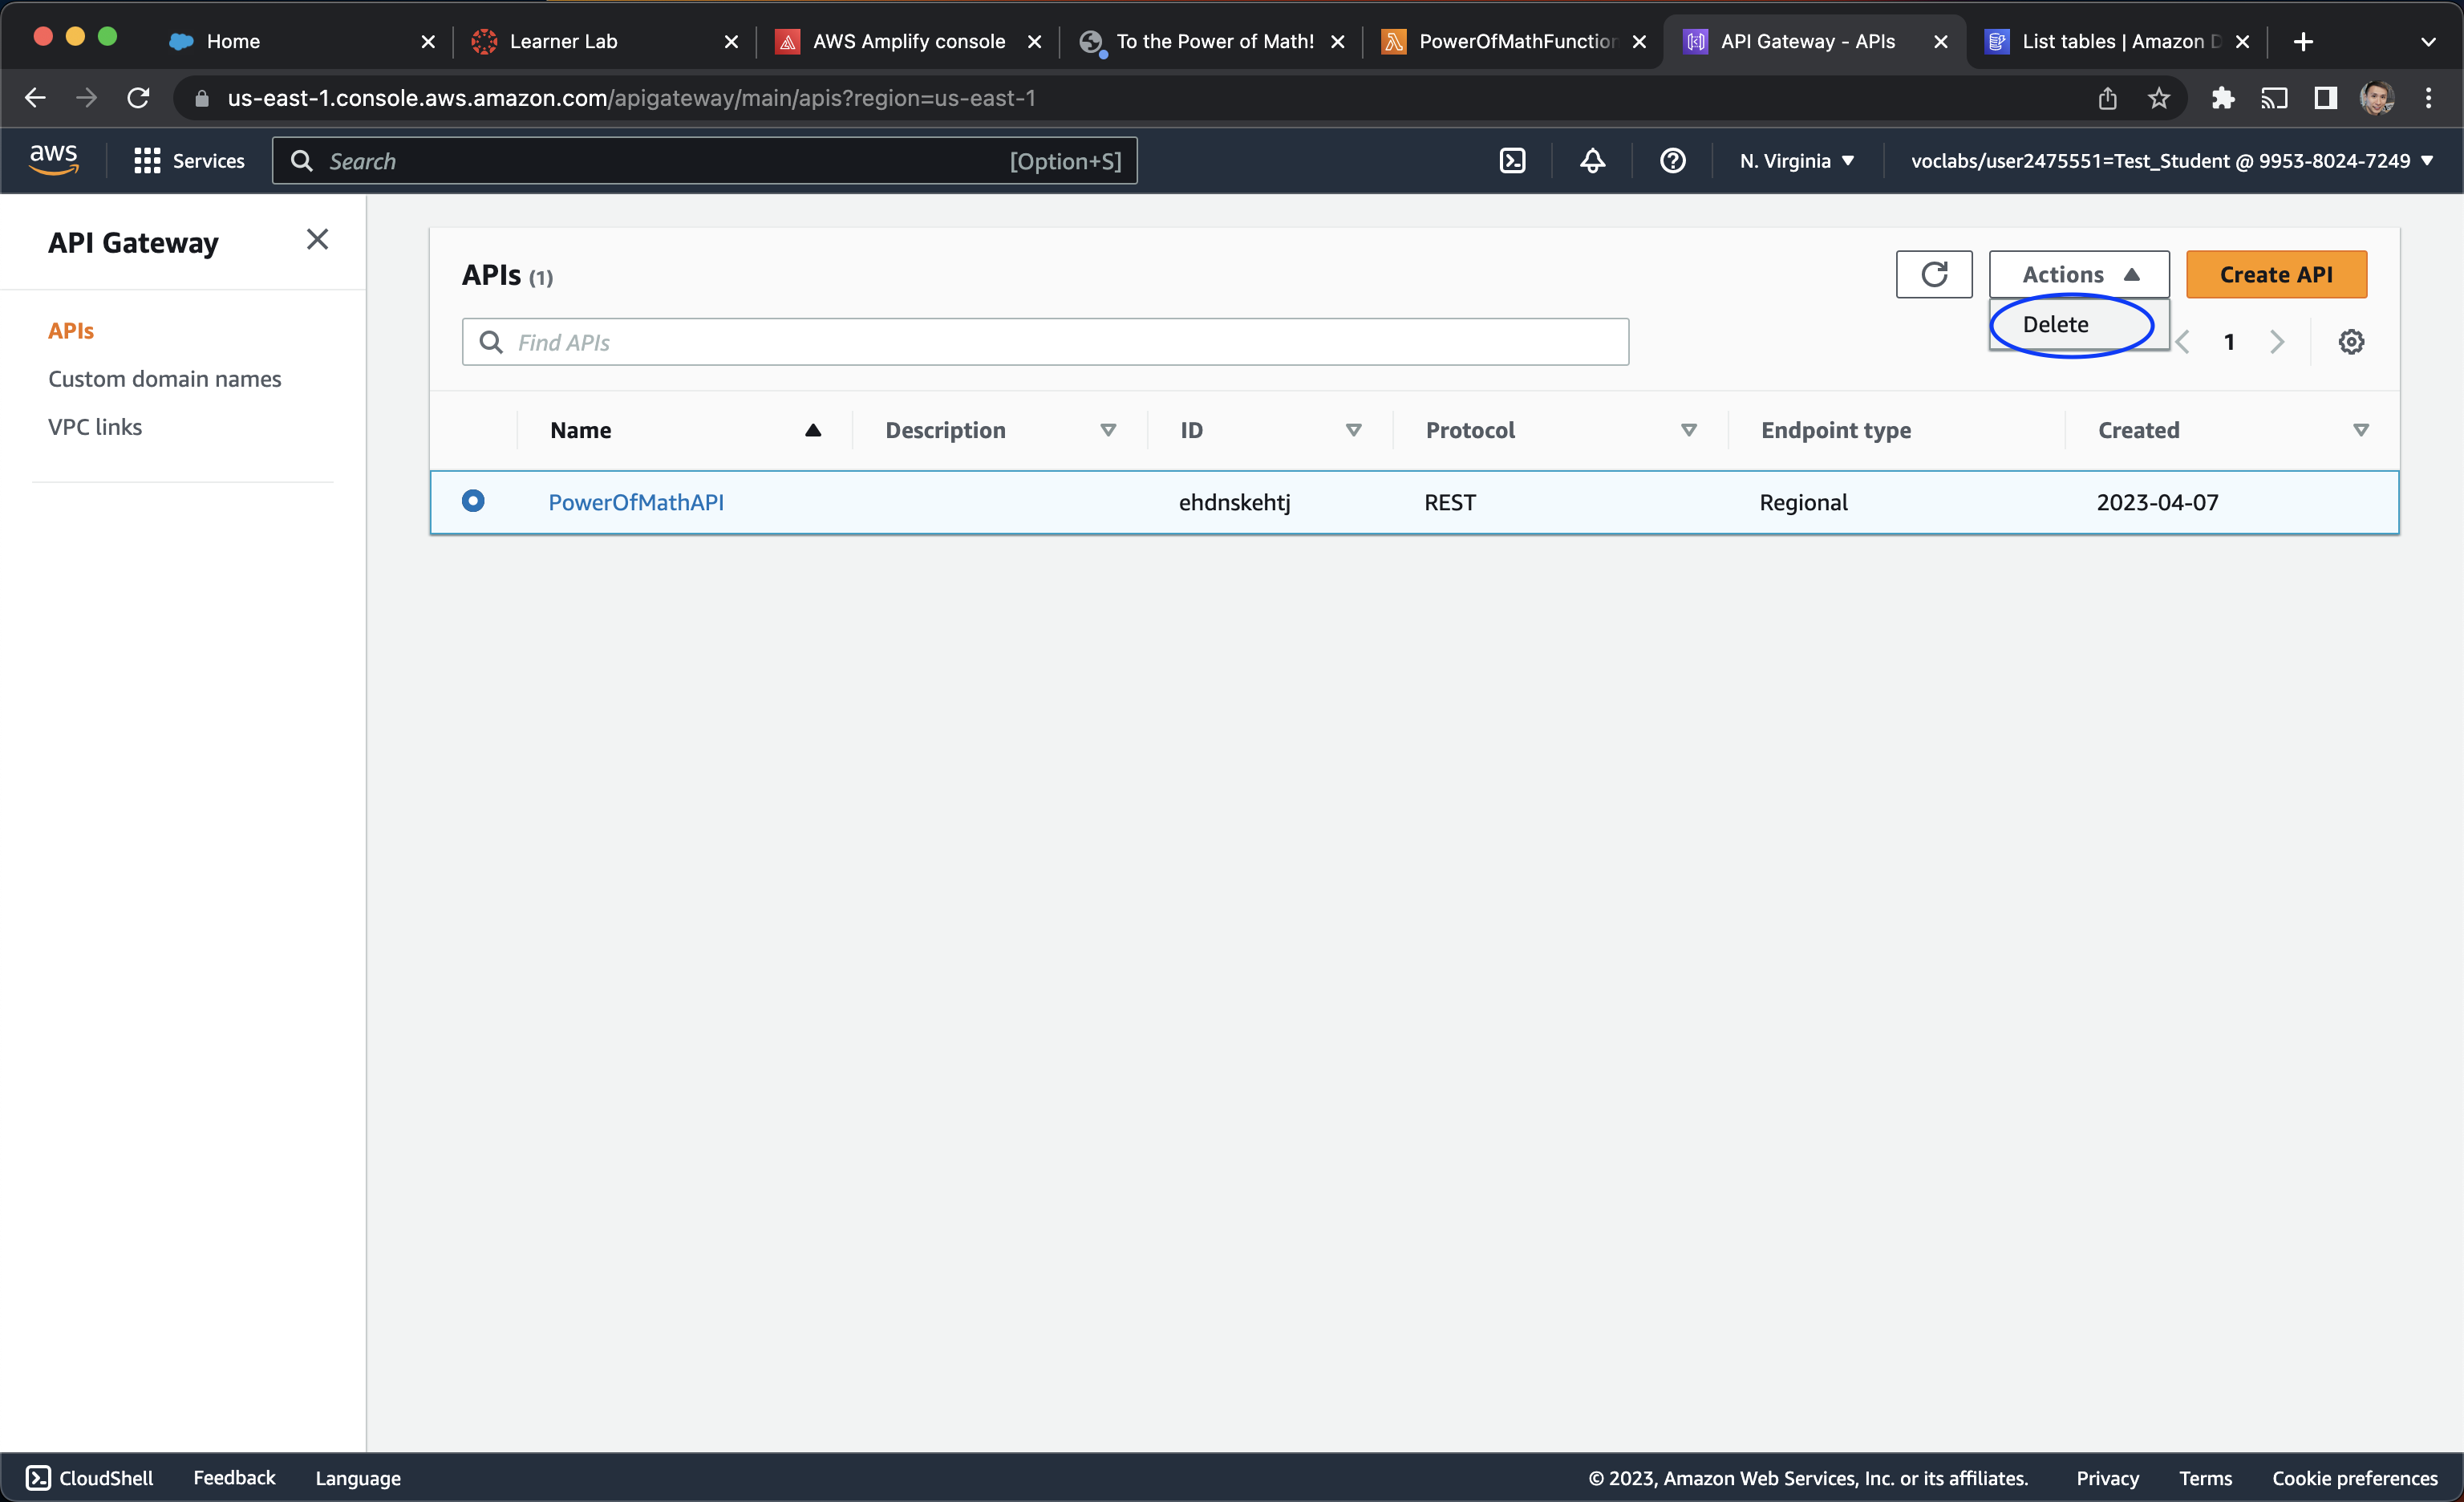 Home
Learner Lab
AWS Amplify console
To the Power of Math!
PowerOfMathFunction
API Gateway - APIs
List tables | Amazon D
us-east-1.console.aws.amazon.com/apigateway/main/apis?region=us-east-1
aws
Services
Search
[Option+S]
N. Virginia
voclabs/user2475551=Test_Student @ 9953-8024-7249
API Gateway
APIs
Custom domain names
VPC links
APIs (1)
Actions
Create API
Delete
Find APIs
1
Name Description ID Protocol Endpoint type Created
PowerOfMathAPI ehdnskehtj REST Regional 2023-04-07
CloudShell Feedback Language © 2023, Amazon Web Services, Inc. or its affiliates. Privacy Terms Cookie preferences